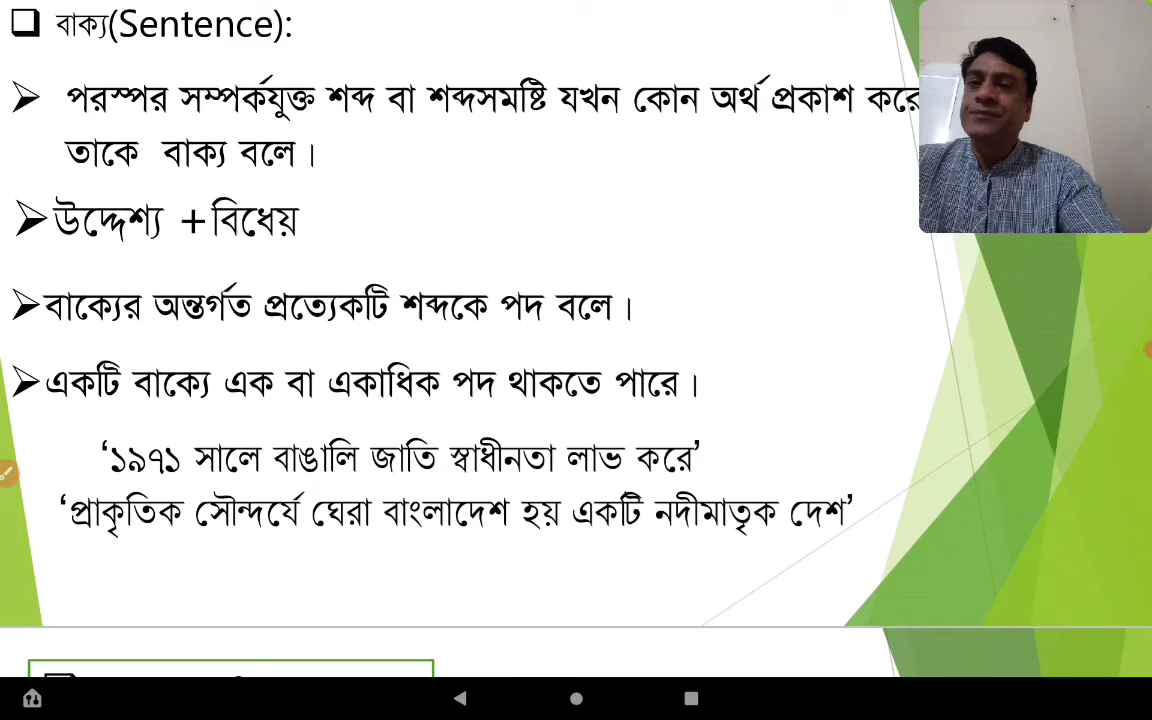 বাক্য(Sentence):
পরস্পর সম্পর্কযুক্ত শব্দ বা শব্দসমষ্টি যখন কোন অর্থ প্রকাশ করে
তাকে বাক্য বলে।
উদ্দেশ্য +বিধেয়
বাক্যের অন্তর্গত প্রত্যেকটি শব্দকে পদ বলে।
একটি বাক্যে এক বা একাধিক পদ থাকতে পারে।
‘১৯৭১ সালে বাঙালি জাতি স্বাধীনতা লাভ করে’
‘প্রাকৃতিক সৌন্দর্যে ঘেরা বাংলাদেশ হয় একটি নদীমাতৃক দেশ’